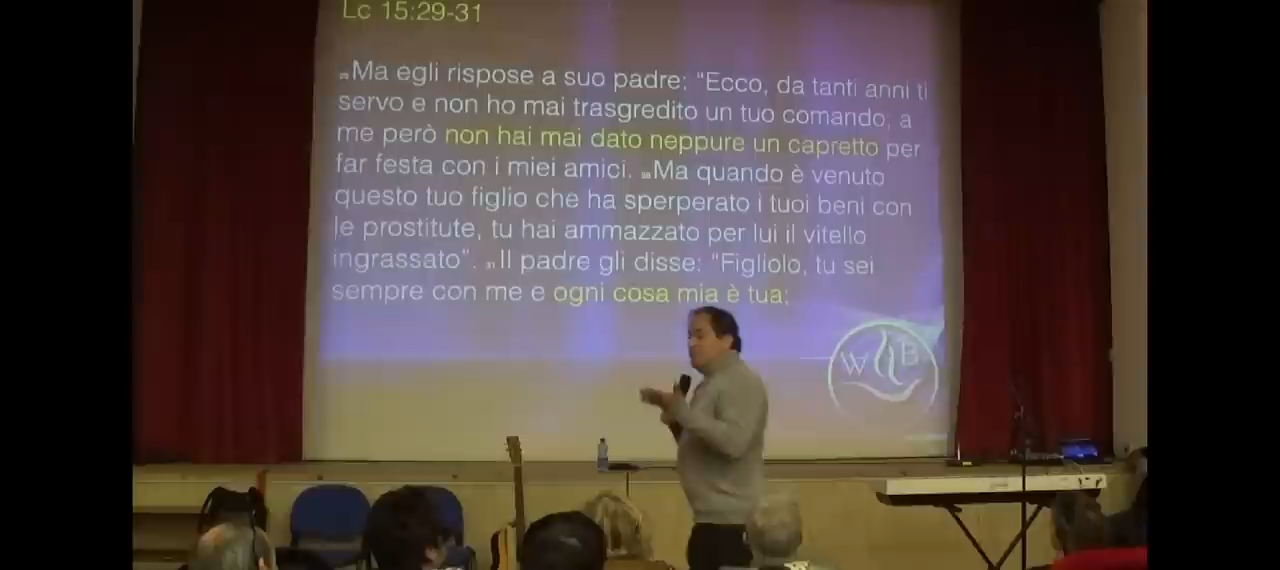 Lc 15:29-31
Ma egli rispose a suo padre: "Ecco, da tanti anni ti
servo e non ho mai trasgredito un tuo comando; a
me però non hai mai dato neppure un capretto per
far festa con i miei amici. Ma quando è venuto
questo tuo figlio che ha sperperato i tuoi beni con
le prostitute, tu hai ammazzato per lui il vitello
ingrassato". Il padre gli disse: "Figliolo, tu sei
sempre con me e ogni cosa mia è tua;
W B